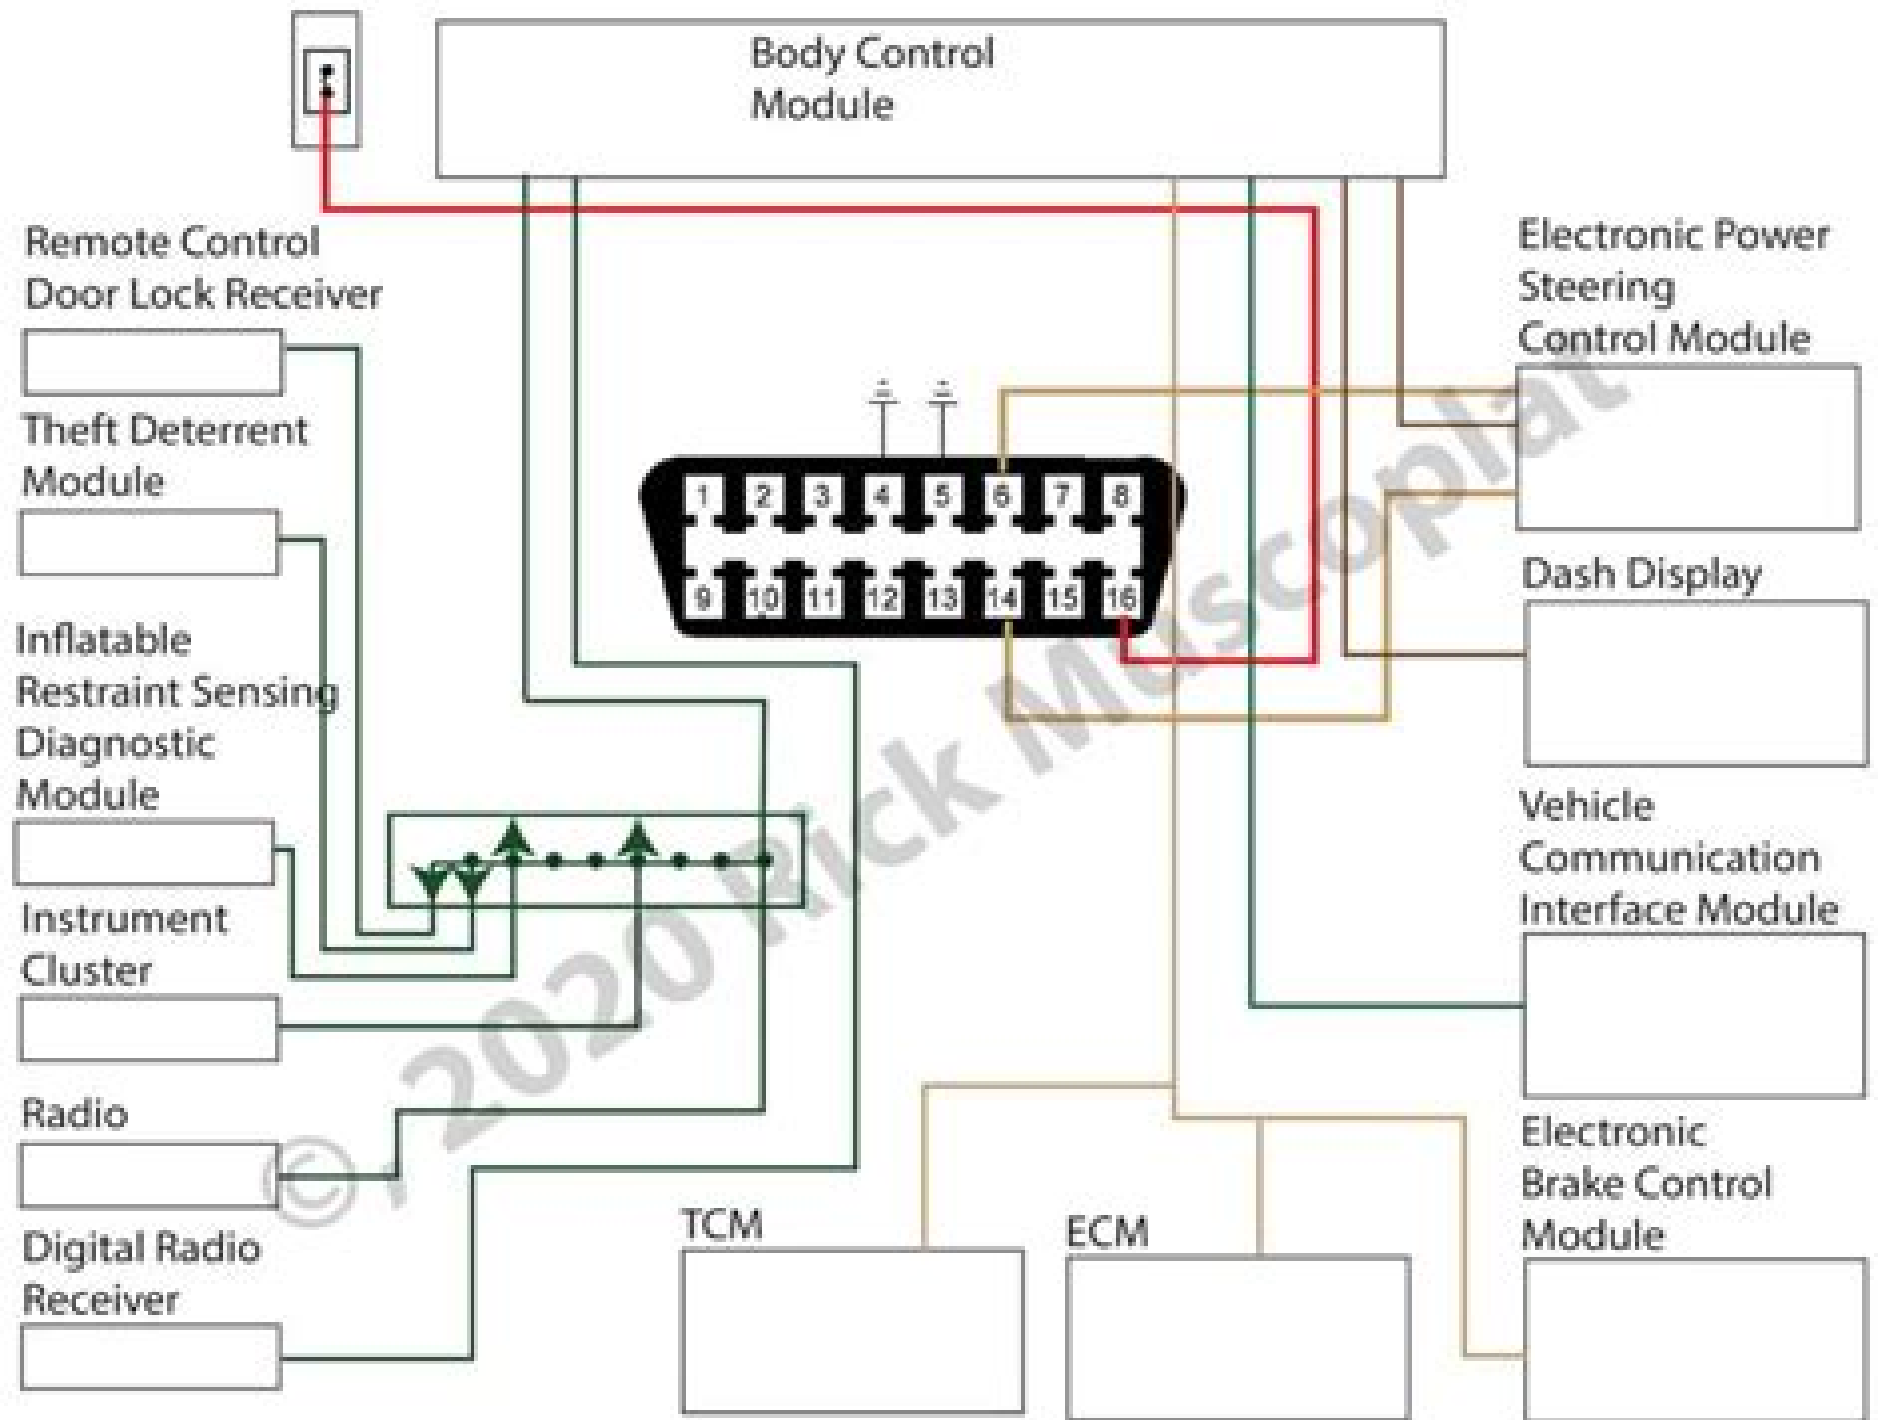 Body Control
Module
Remote Control
Door Lock Receiver
Theft Deterrent
Module
Inflatable
Restraint Sensing
Diagnostic
Module
Instrument
Cluster
Radio
Digital Radio
Receiver
1 2 3 4 5 6 7 8
9 10 11 12 13 14 15 16
TCM
ECM
Electronic Power
Steering
Control Module
Dash Display
Vehicle
Communication
Interface Module
Electronic
Brake Control
Module
© 2020 Rick Muscoplat